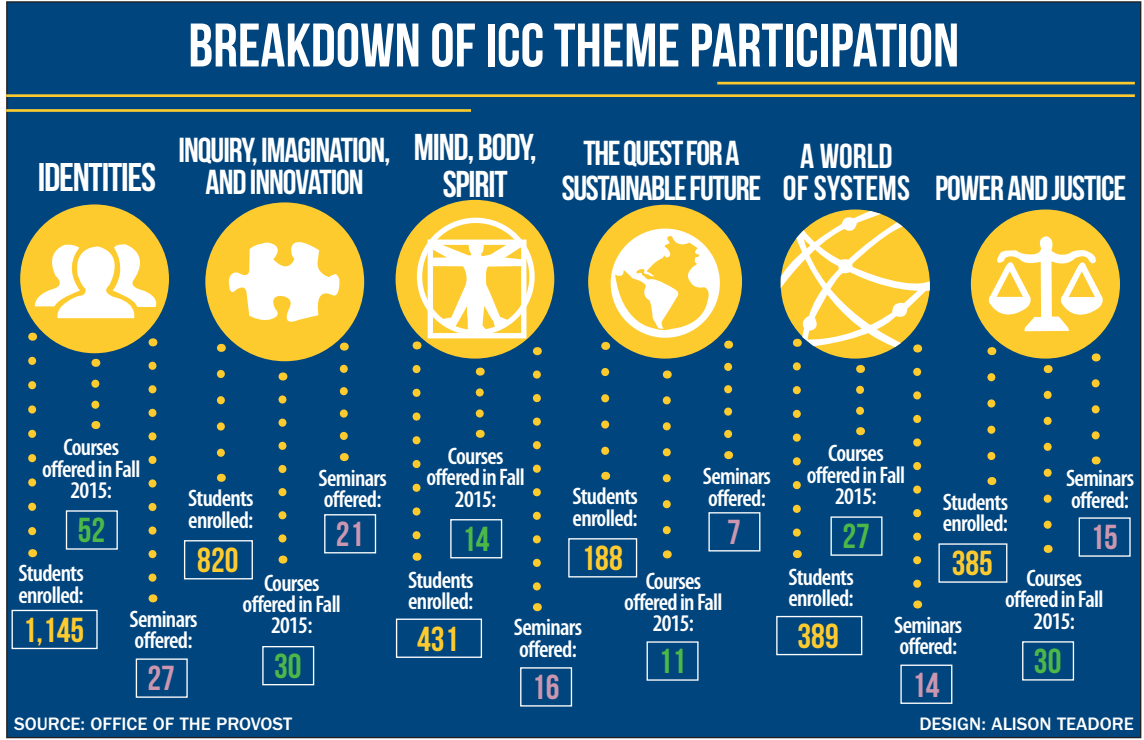 BREAKDOWN OF ICC THEME PARTICIPATION
IDENTITIES
Courses
offered in Fall
2015:
52
Students
enrolled:
1,145
Seminars
offered:
27
INQUIRY, IMAGINATION,
AND INNOVATION
Students
enrolled:
820
Seminars
offered:
21
Courses
offered in Fall
2015:
30
MIND, BODY,
SPIRIT
Courses
offered in Fall
2015:
14
Students
enrolled:
431
Seminars
offered:
16
THE QUEST FOR A
SUSTAINABLE FUTURE
Students
enrolled:
188
Seminars
offered:
7
Courses
offered in Fall
2015:
11
A WORLD
OF SYSTEMS
Courses
offered in Fall
2015:
27
Students
enrolled:
389
Seminars
offered:
14
POWER AND JUSTICE
Students
enrolled:
385
Seminars
offered:
15
Courses
offered in Fall
2015:
30
SOURCE: OFFICE OF THE PROVOST
DESIGN: ALISON TEADORE